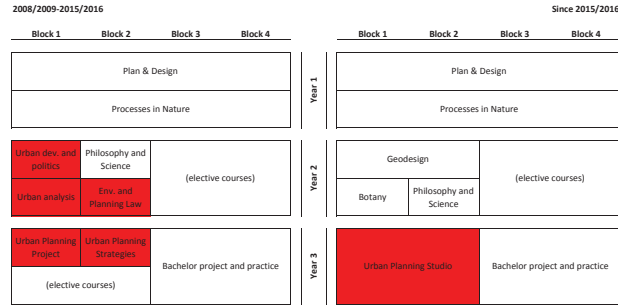 2008/2009-2015/2016
Since 2015/2016
Block 1 Block 2 Block 3 Block 4
Block 1 Block 2 Block 3 Block 4
Plan & Design
Processes in Nature
Year 1
Plan & Design
Processes in Nature
Urban dev. and
politics
Philosophy and
Science
Urban analysis
Env. and
Planning Law
(elective courses)
Year 2
Geodesign
Botany
Philosophy and
Science
(elective courses)
Urban Planning
Project
Urban Planning
Strategies
(elective courses)
Bachelor project and practice
Year 3
Urban Planning Studio
Bachelor project and practice